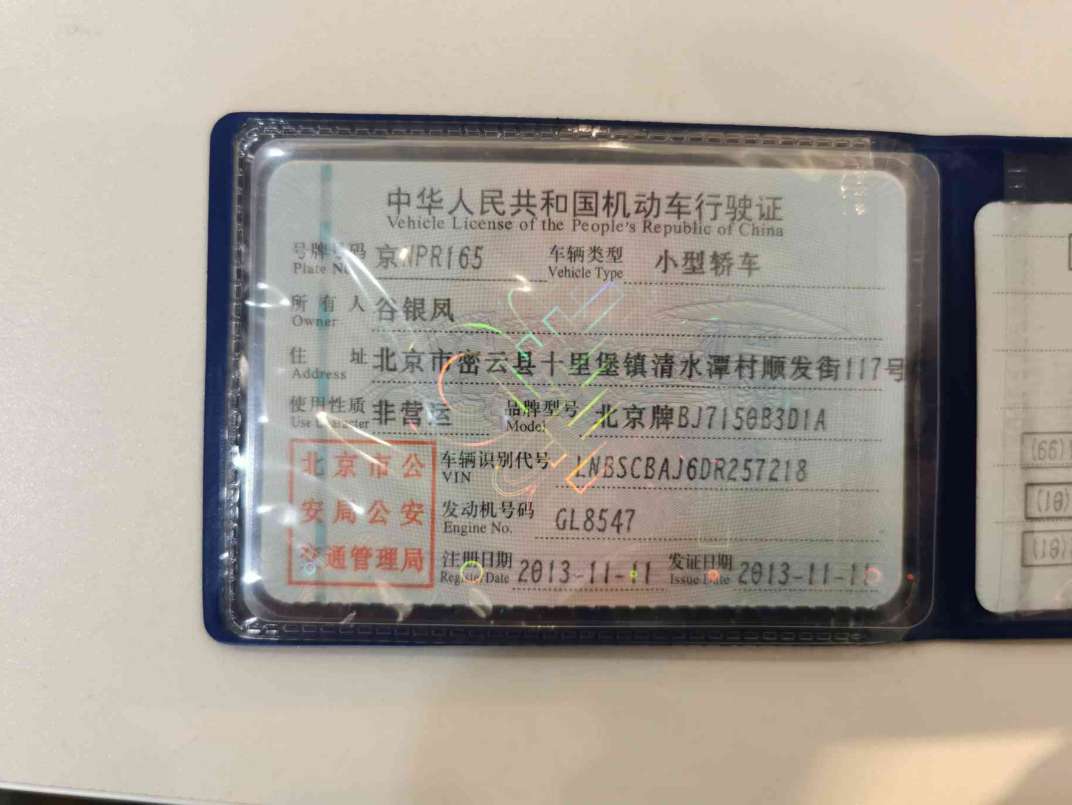 中华人民共和国机动车行驶证
Vehicle License of the People's Republic of China
号牌号码 京NPR165 车辆类型 小型轿车
Plate No. Vehicle Type
所有人 谷银凤
Owner
住址 北京市密云县十里堡镇清水潭村顺发街117号
Address
使用性质 非营运 品牌型号 北京牌BJ7150B3D1A
Use Character Model
北京市公安局公安交通管理局
车辆识别代号 LNBSCBAJ6DR257218
VIN
发动机号码 GL8547
Engine No.
注册日期 2013-11-11 发证日期 2013-11-11
Register Date Issue Date